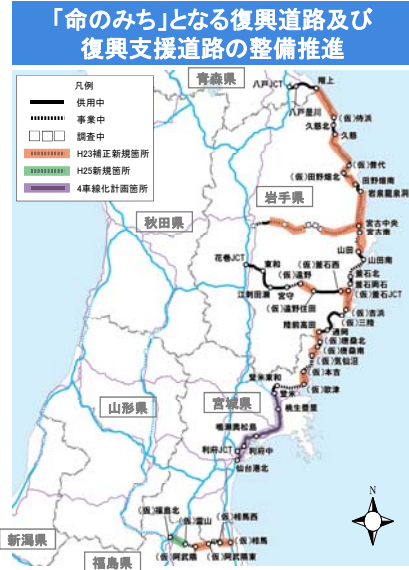 「命のみち」となる復興道路及び
復興支援道路の整備推進
凡例
供用中
事業中
調査中
H23補正新規箇所
H25新規箇所
4車線化計画箇所
青森県
八戸JCT
階上
八戸是川
(仮)侍浜
久慈北
久慈
(仮)普代
(仮)田野畑北
田野畑南
岩泉龍泉洞
岩手県
宮古中央
宮古南
秋田県
山田
山田南
花巻JCT
東和
(仮)遠野
(仮)釜石西
釜石北
釜石両石
(仮)釜石JCT
江刺田瀬
宮守
(仮)遠野住田
(仮)吉浜
(仮)三陸
陸前高田
通岡
(仮)唐桑北
(仮)唐桑南
(仮)気仙沼
(仮)本吉
(仮)歌津
登米東和
登米
桃生豊里
山形県
宮城県
鳴瀬奥松島
利府JCT
利府中
仙台港北
(仮)福島北
(仮)霊山
(仮)相馬西
(仮)相馬
(仮)阿武隈
(仮)阿武隈東
新潟県
福島県
N